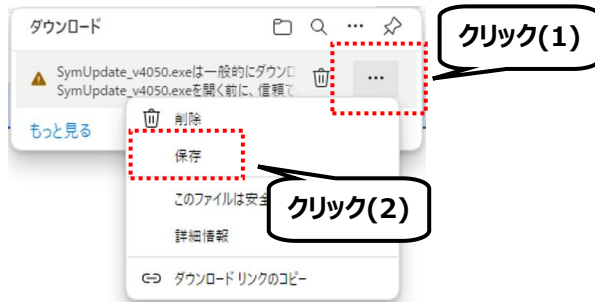 ダウンロード
クリック(1)
SymUpdate_v4050.exeは一般的にダウンロ
SymUpdate_v4050.exeを開く前に、信頼で
もっと見る
削除
保存
このファイルは安全
クリック(2)
詳細情報
ダウンロード リンクのコピー